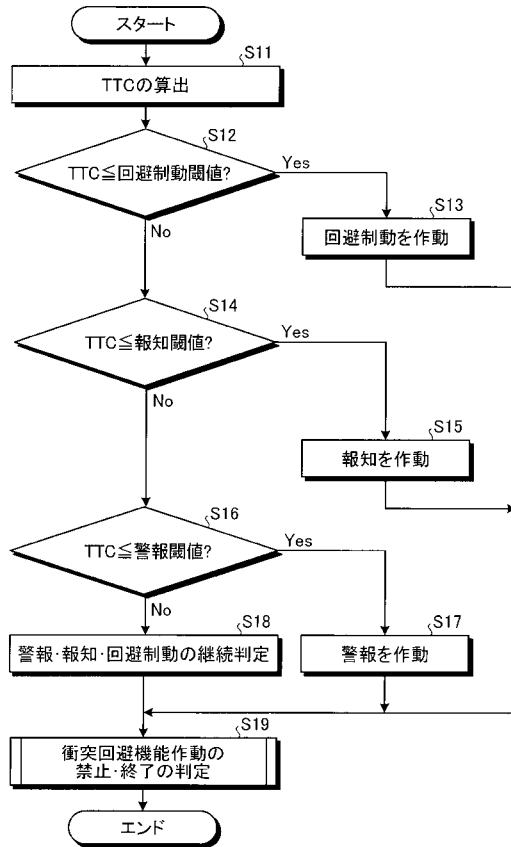 スタート
S11
TTCの算出
S12
TTC≦回避制動閾値?
Yes
No
S13
回避制動を作動
S14
TTC≦報知閾値?
Yes
No
S15
報知を作動
S16
TTC≦警報閾値?
Yes
No
S18
警報・報知・回避制動の継続判定
S17
警報を作動
S19
衝突回避機能作動の
禁止・終了の判定
エンド